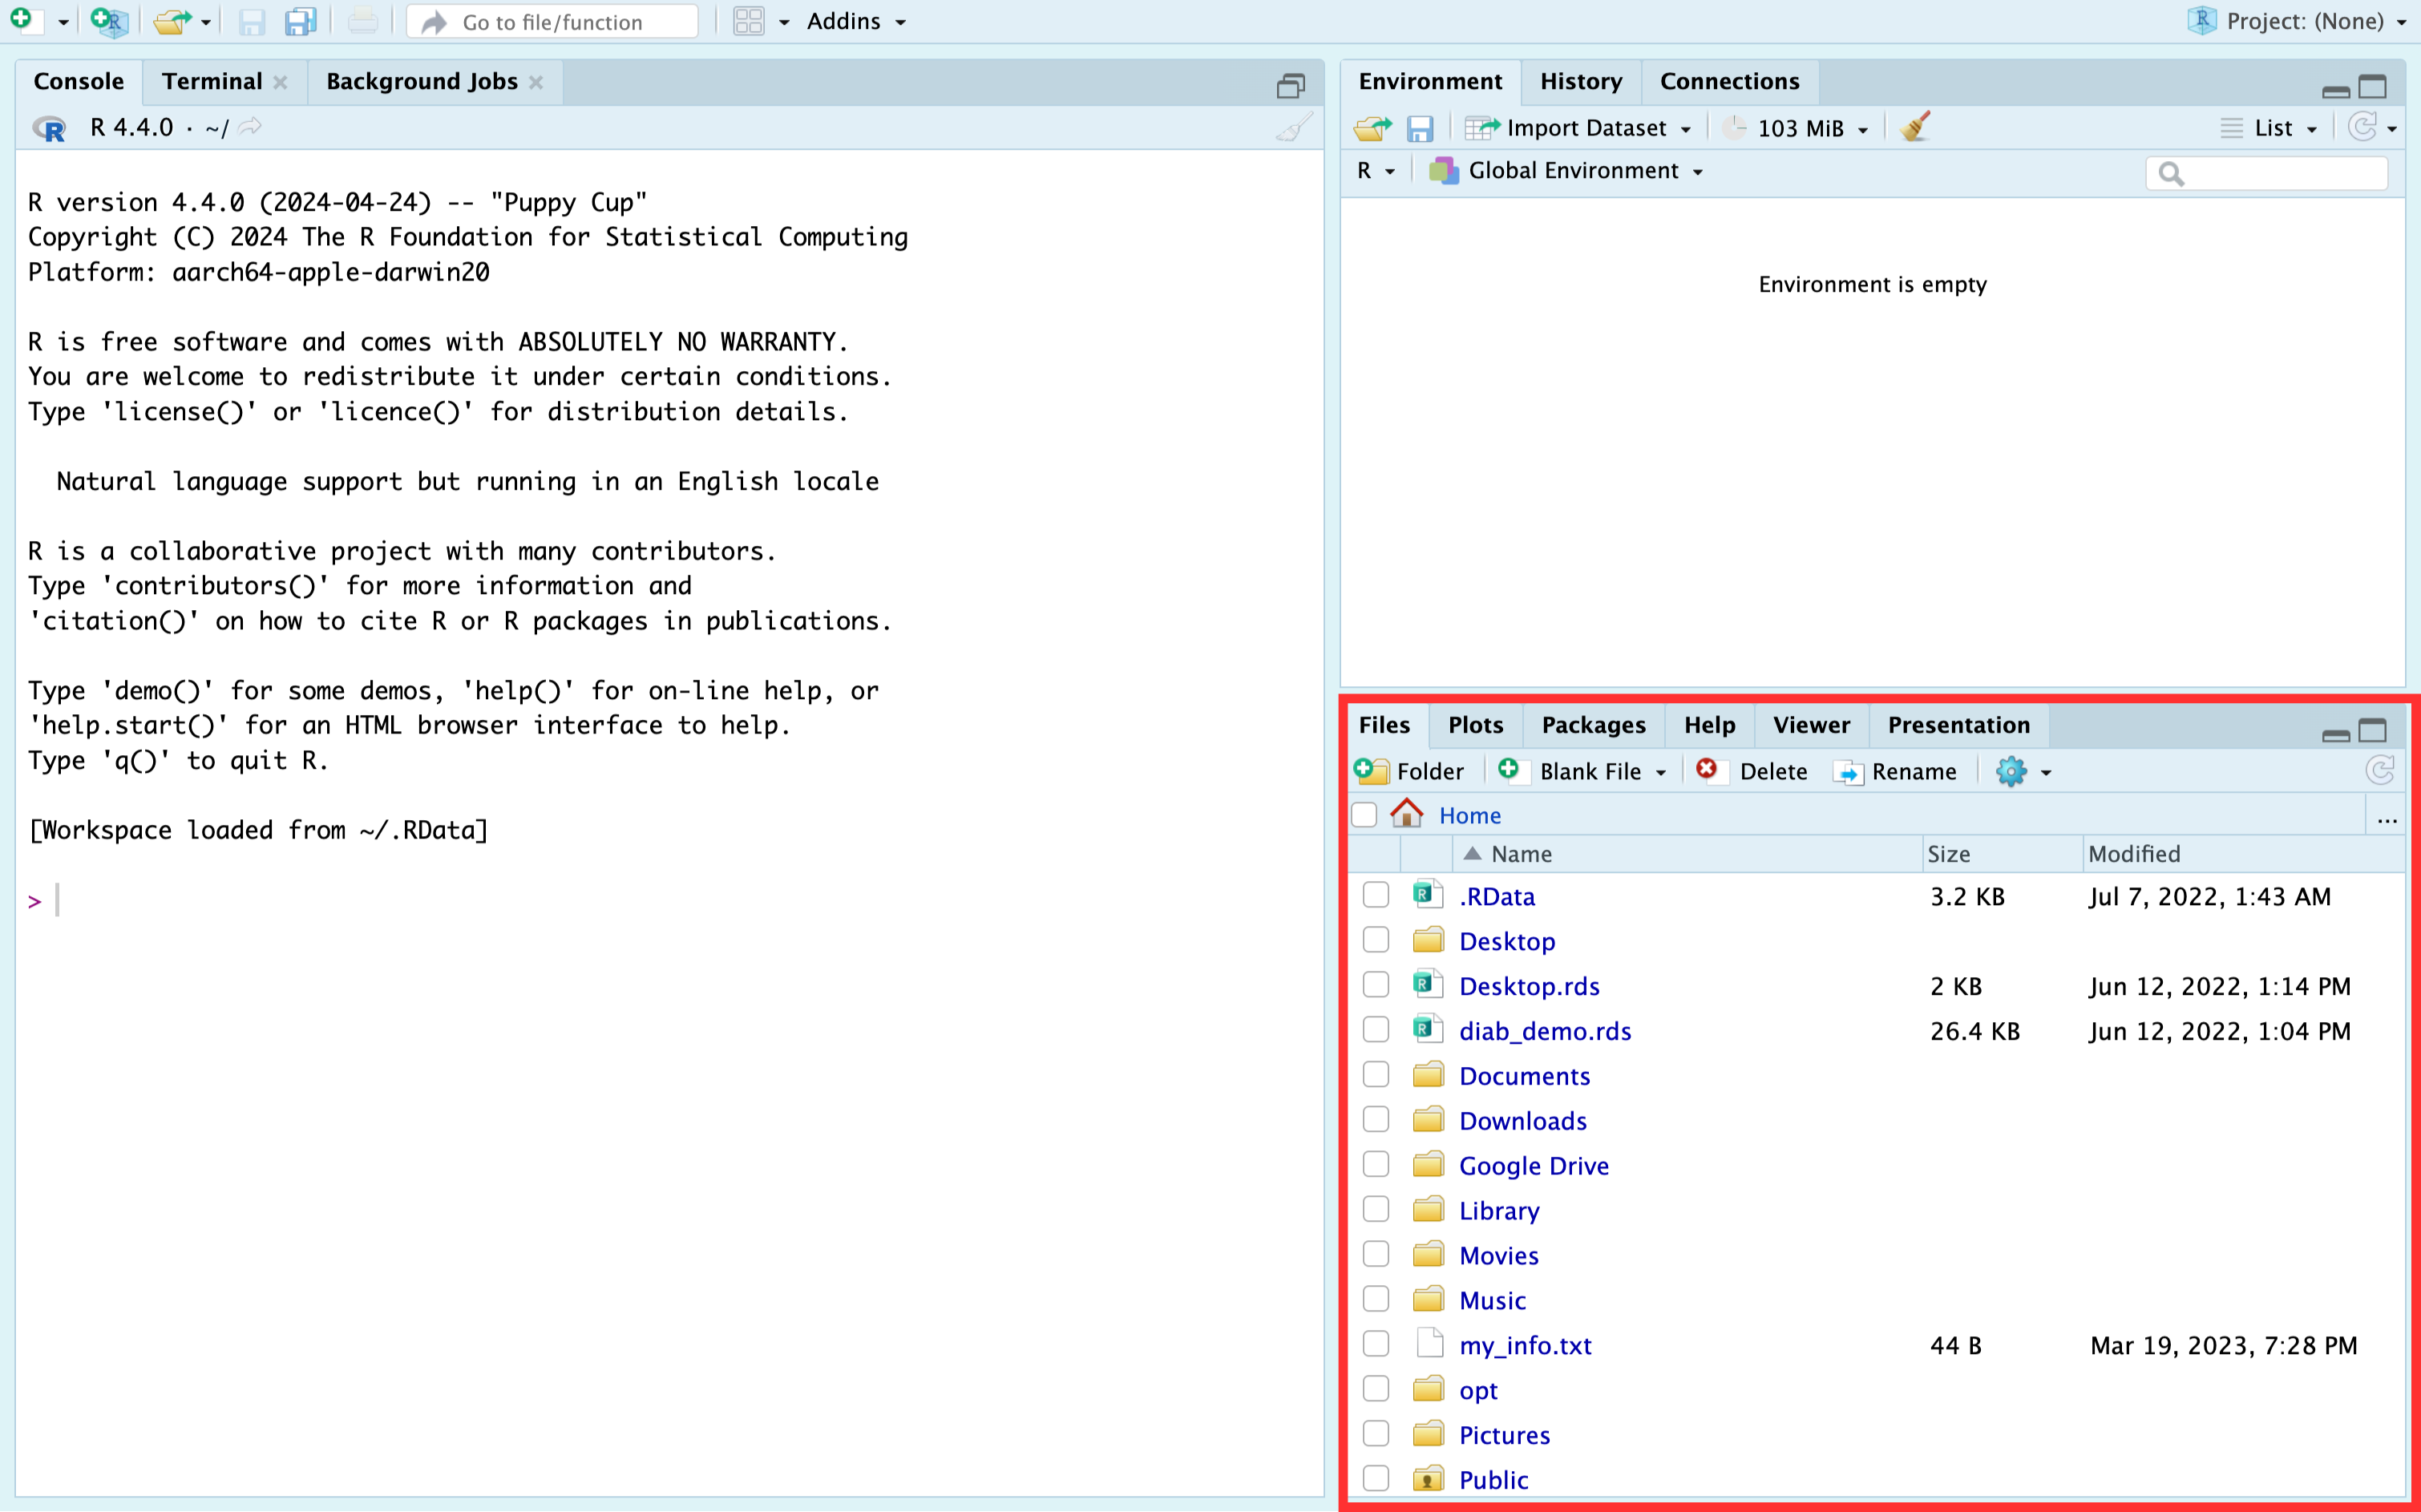 Go to file/function
Addins
Project: (None)
Console
Terminal
Background Jobs
R 4.4.0 · ~/
R version 4.4.0 (2024-04-24) -- "Puppy Cup"
Copyright (C) 2024 The R Foundation for Statistical Computing
Platform: aarch64-apple-darwin20
R is free software and comes with ABSOLUTELY NO WARRANTY.
You are welcome to redistribute it under certain conditions.
Type 'license()' or 'licence()' for distribution details.
Natural language support but running in an English locale
R is a collaborative project with many contributors.
Type 'contributors()' for more information and
'citation()' on how to cite R or R packages in publications.
Type 'demo()' for some demos, 'help()' for on-line help, or
'help.start()' for an HTML browser interface to help.
Type 'q()' to quit R.
[Workspace loaded from ~/.RData]
>
Environment
History
Connections
Import Dataset
103 MiB
List
R
Global Environment
Environment is empty
Files
Plots
Packages
Help
Viewer
Presentation
Folder
Blank File
Delete
Rename
Home
...
Name Size Modified
.RData 3.2 KB Jul 7, 2022, 1:43 AM
Desktop
Desktop.rds 2 KB Jun 12, 2022, 1:14 PM
diab_demo.rds 26.4 KB Jun 12, 2022, 1:04 PM
Documents
Downloads
Google Drive
Library
Movies
Music
my_info.txt 44 B Mar 19, 2023, 7:28 PM
opt
Pictures
Public